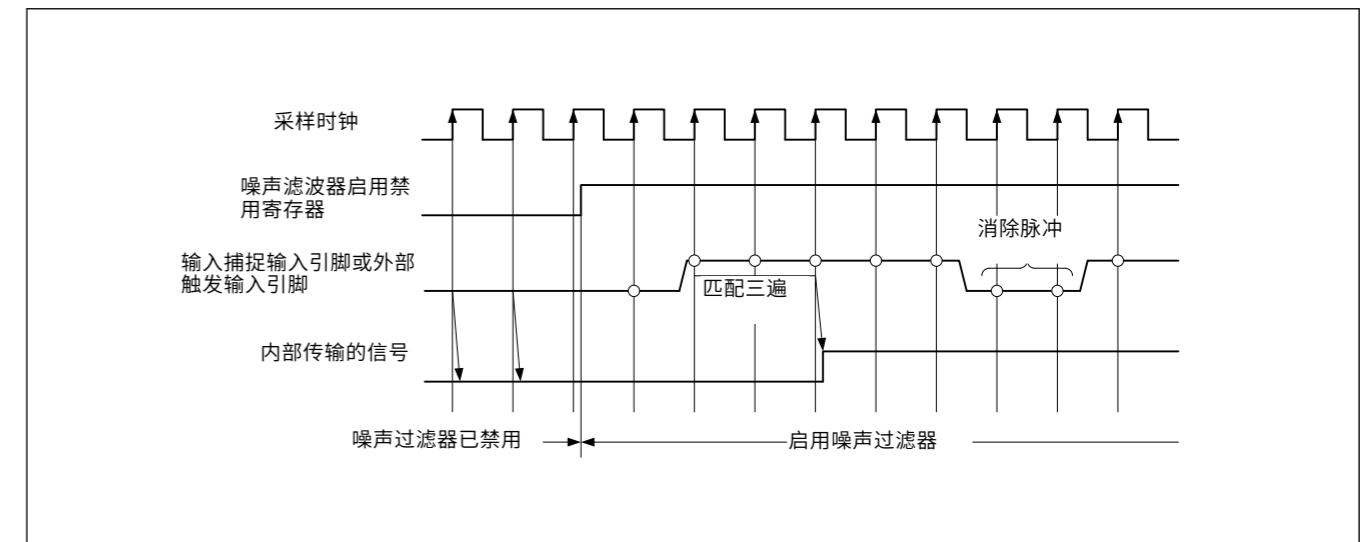 采样时钟
噪声滤波器启用禁
用寄存器
消除脉冲
输入捕捉输入引脚或外部
触发输入引脚
匹配三遍
内部传输的信号
噪声过滤器已禁用
启用噪声过滤器